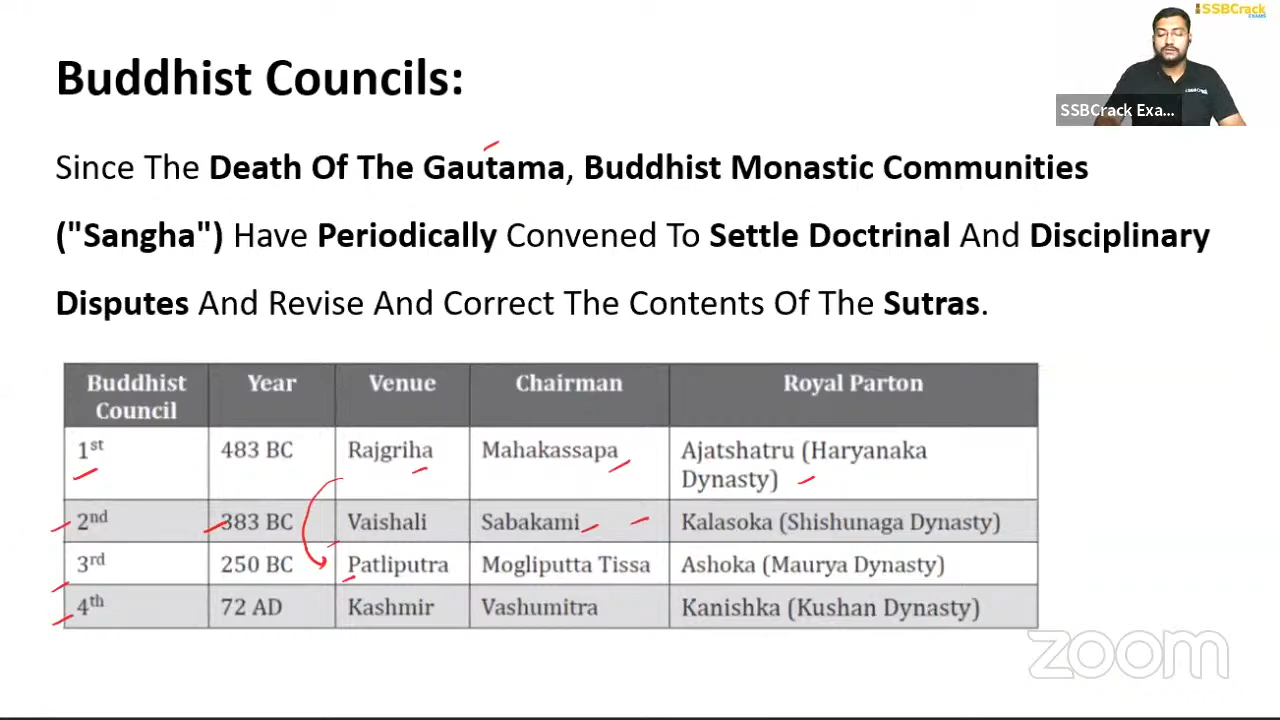 SSBCrack
EXAMS
Buddhist Councils:
SSBCrack Exa...
Since The Death Of The Gautama, Buddhist Monastic Communities
("Sangha") Have Periodically Convened To Settle Doctrinal And Disciplinary
Disputes And Revise And Correct The Contents Of The Sutras.
Buddhist Council Year Venue Chairman Royal Parton
1st 483 BC Rajgriha Mahakassapa Ajatshatru (Haryanaka
Dynasty)
2nd 383 BC Vaishali Sabakami Kalasoka (Shishunaga Dynasty)
3rd 250 BC Patliputra Mogliputta Tissa Ashoka (Maurya Dynasty)
4th 72 AD Kashmir Vashumitra Kanishka (Kushan Dynasty)
zoom